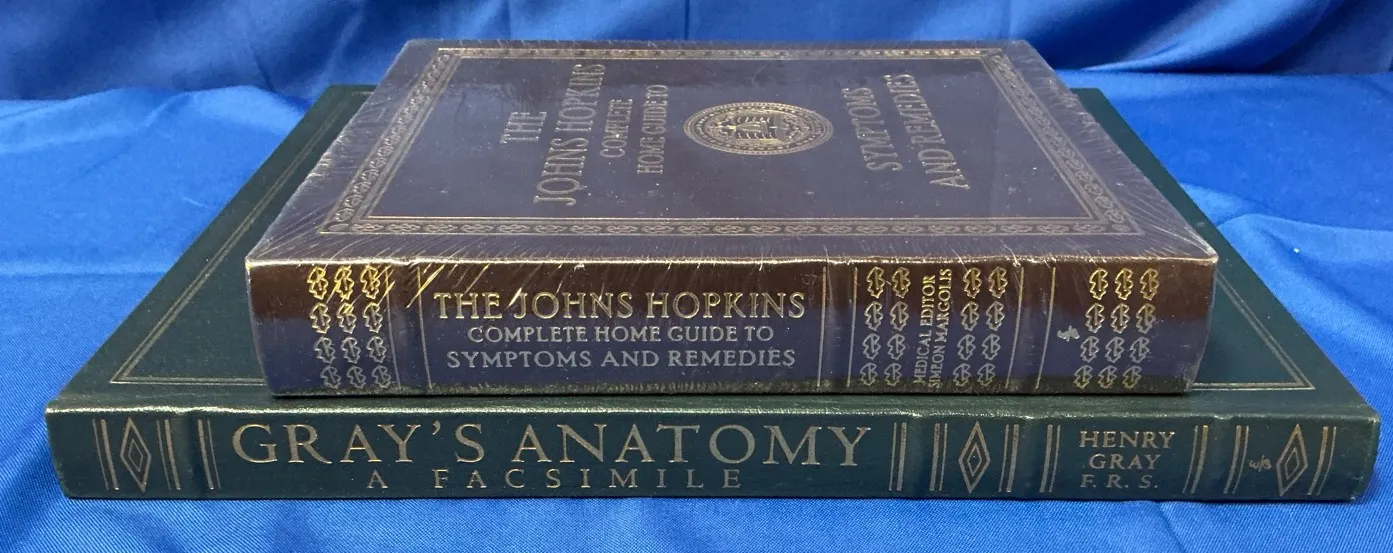 THE
JOHNS HOPKINS
COMPLETE
HOME GUIDE TO
SYMPTOMS
AND REMEDIES
THE JOHNS HOPKINS
COMPLETE HOME GUIDE TO
SYMPTOMS AND REMEDIES
MEDICAL EDITOR
SIMEON MARGOLIS
GRAY'S ANATOMY
A FACSIMILE
HENRY
GRAY
F. R. S.